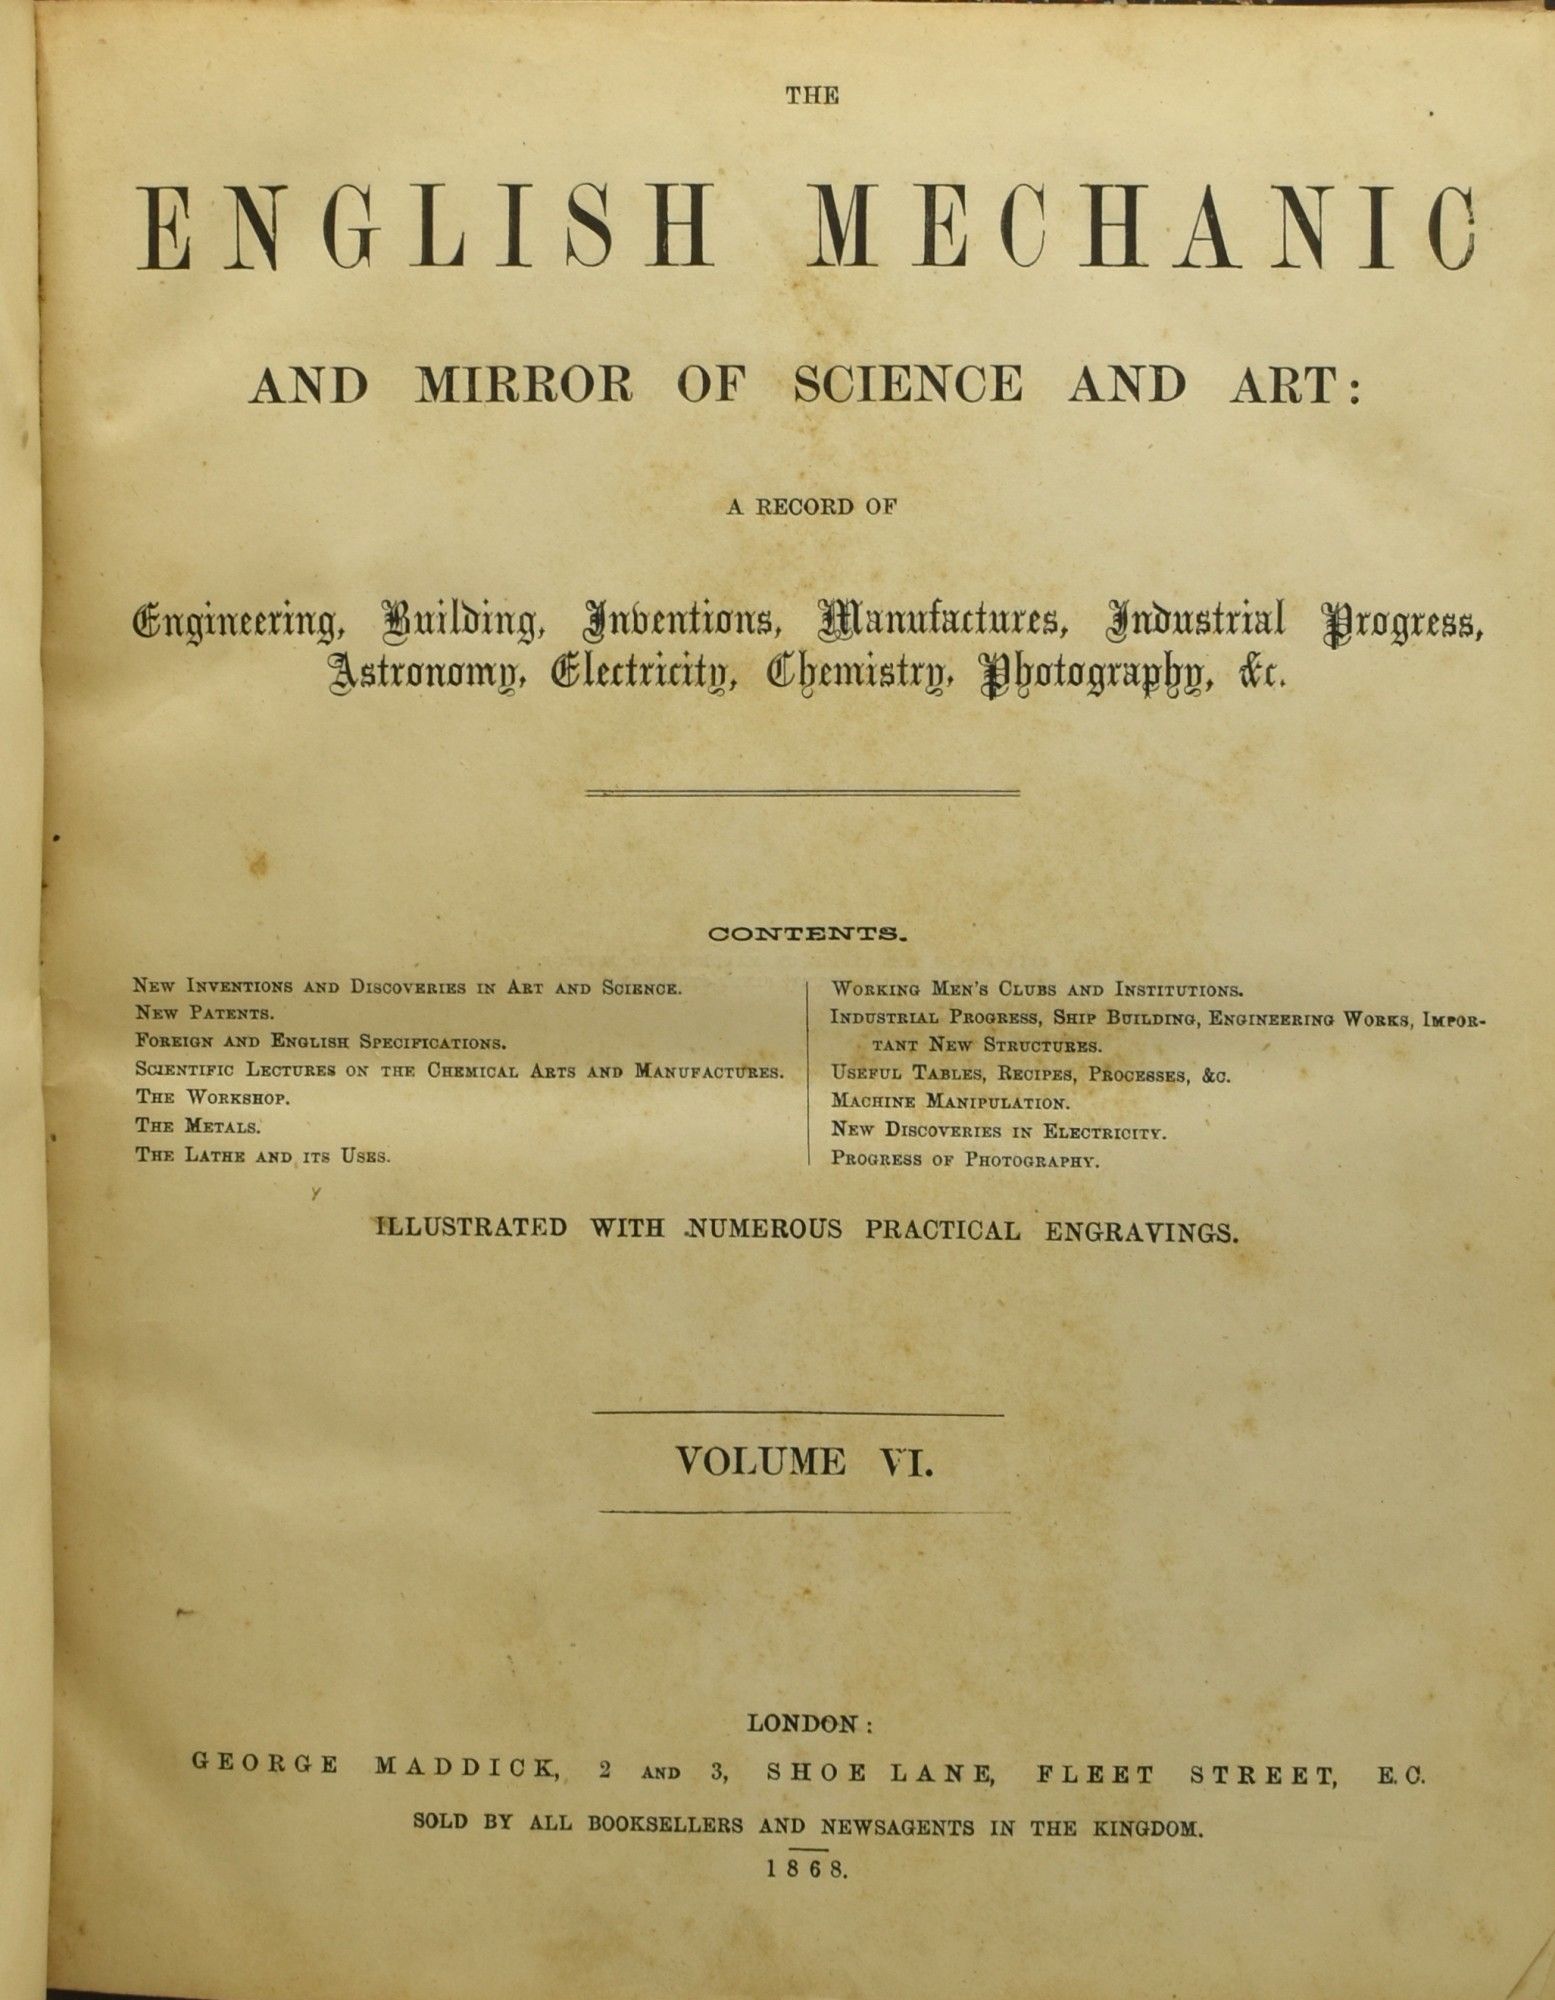 THE
ENGLISH MECHANIC
AND MIRROR OF SCIENCE AND ART:
A RECORD OF
Engineering, Building, Inventions, Manufactures, Industrial Progress,
Astronomy, Electricity, Chemistry, Photography, &c.
CONTENTS.
NEW INVENTIONS AND DISCOVERIES IN ART AND SCIENCE.
NEW PATENTS.
FOREIGN AND ENGLISH SPECIFICATIONS.
SCIENTIFIC LECTURES ON THE CHEMICAL ARTS AND MANUFACTURES.
THE WORKSHOP.
THE METALS.
THE LATHE AND ITS USES.
WORKING MEN'S CLUBS AND INSTITUTIONS.
INDUSTRIAL PROGRESS, SHIP BUILDING, ENGINEERING WORKS, IMPOR-
TANT NEW STRUCTURES.
USEFUL TABLES, RECIPES, PROCESSES, &C.
MACHINE MANIPULATION.
NEW DISCOVERIES IN ELECTRICITY.
PROGRESS OF PHOTOGRAPHY.
ILLUSTRATED WITH NUMEROUS PRACTICAL ENGRAVINGS.
VOLUME VI.
LONDON:
GEORGE MADDICK, 2 AND 3, SHOE LANE, FLEET STREET, E.C.
SOLD BY ALL BOOKSELLERS AND NEWSAGENTS IN THE KINGDOM.
1868.